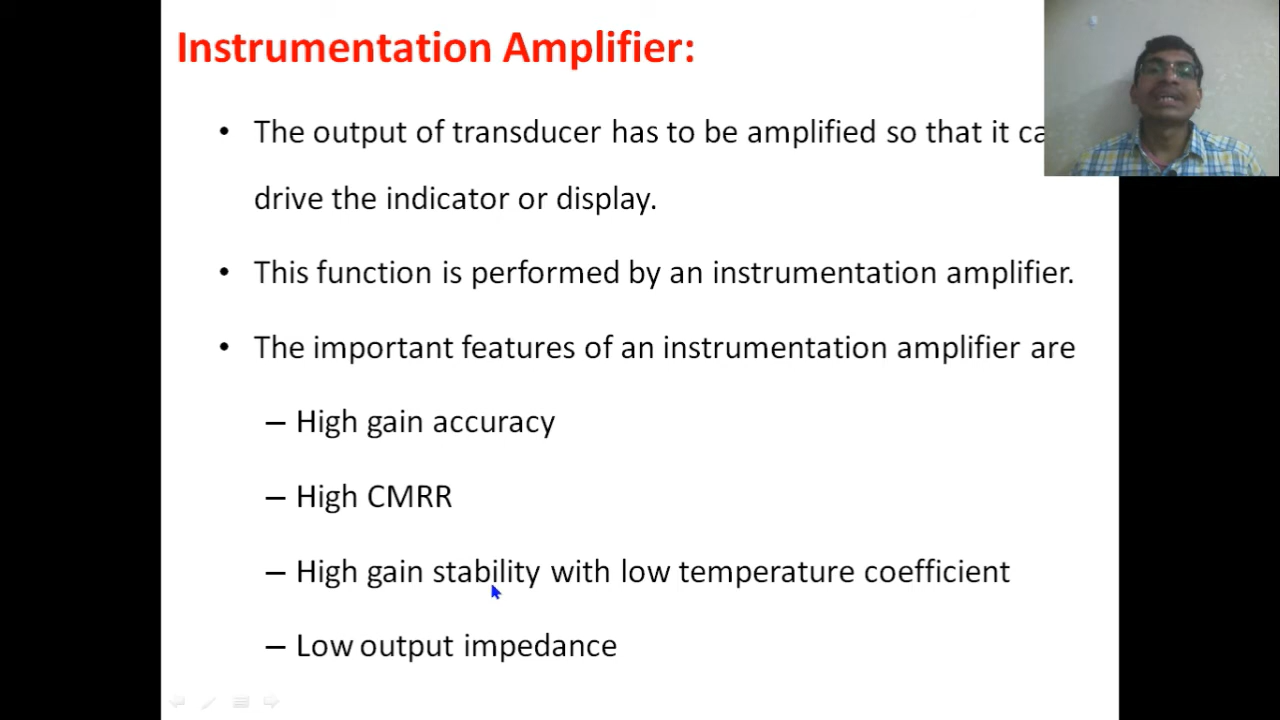 Instrumentation Amplifier:
• The output of transducer has to be amplified so that it
drive the indicator or display.
• This function is performed by an instrumentation amplifier.
• The important features of an instrumentation amplifier are
– High gain accuracy
– High CMRR
– High gain stability with low temperature coefficient
– Low output impedance